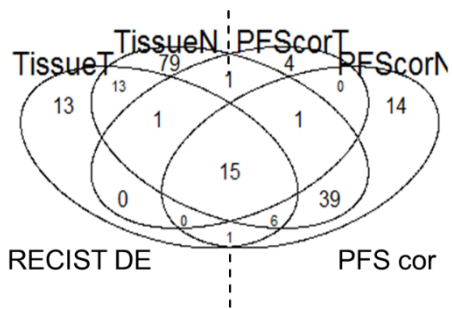 TissueN PFScorT
TissueT PFScorN
79 1 4
13 0
13 14
1 1
15
0 39
0 6
1
RECIST DE PFS cor